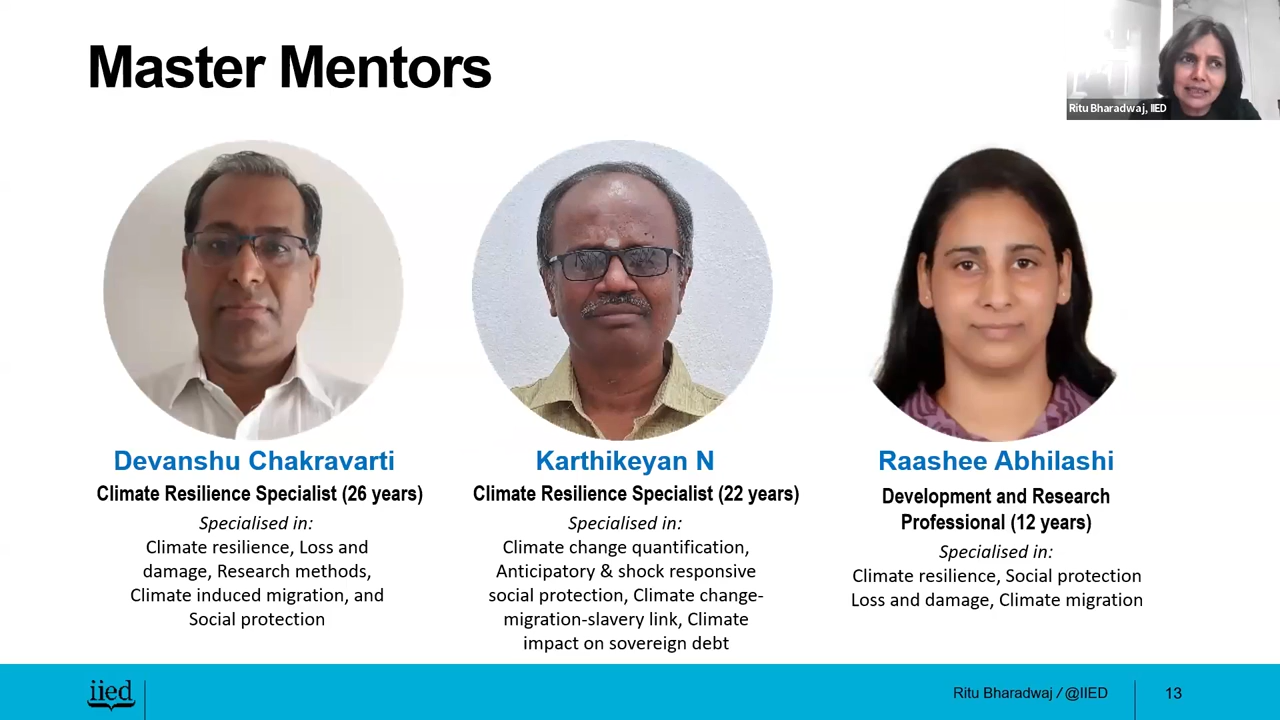 Master Mentors
Ritu Bharadwaj, IIED
Devanshu Chakravarti
Climate Resilience Specialist (26 years)
Specialised in:
Climate resilience, Loss and
damage, Research methods,
Climate induced migration, and
Social protection
Karthikeyan N
Climate Resilience Specialist (22 years)
Specialised in:
Climate change quantification,
Anticipatory & shock responsive
social protection, Climate change-
migration-slavery link, Climate
impact on sovereign debt
Raashee Abhilashi
Development and Research
Professional (12 years)
Specialised in:
Climate resilience, Social protection
Loss and damage, Climate migration
iied
Ritu Bharadwaj / @IIED
13